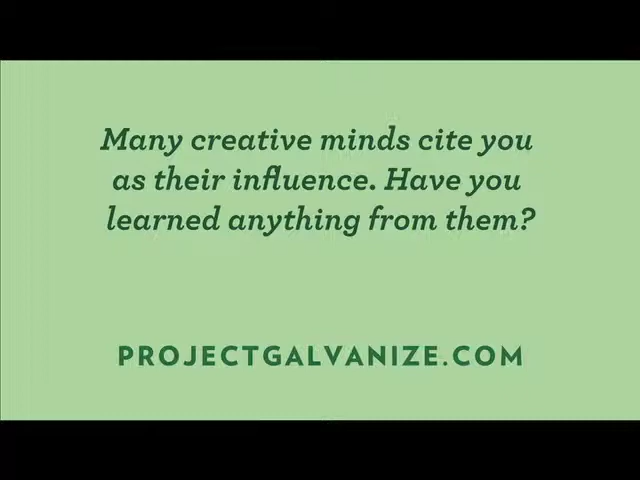 Many creative minds cite you
as their influence. Have you
learned anything from them?
PROJECTGALVANIZE.COM